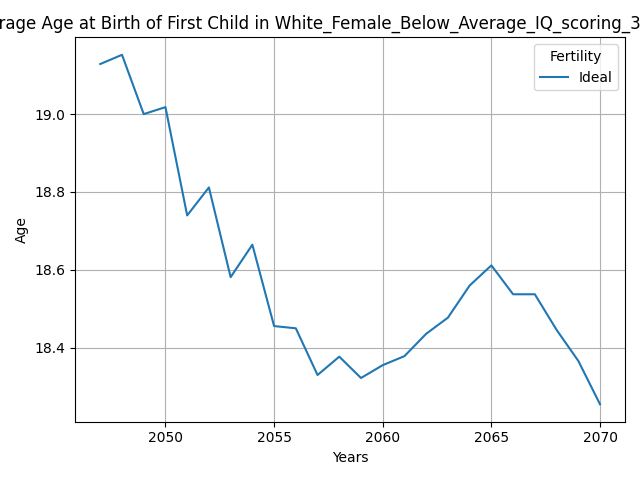 Age at Birth of First Child in White_Female_Below_Average_IQ_scoring_3
Fertility
Ideal
19.0
18.8
18.6
18.4
Age
2050 2055 2060 2065 2070
Years